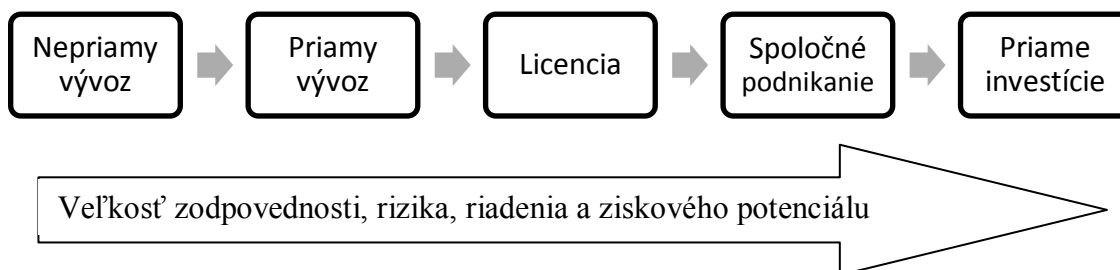 Nepriamy
vývoz
Priamy
vývoz
Licencia
Spoločné
podnikanie
Priame
investície
Veľkosť zodpovednosti, rizika, riadenia a ziskového potenciálu